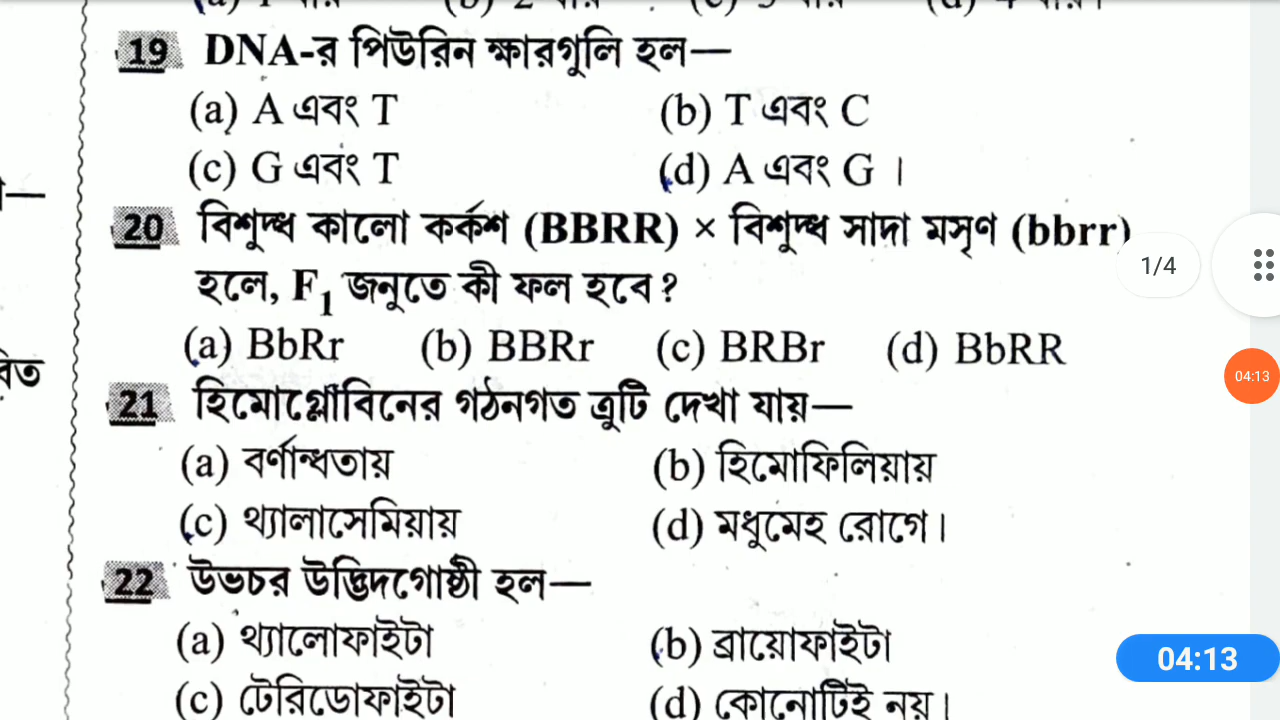 19 DNA-র পিউরিন ক্ষারগুলি হল—
(a) A এবং T (b) T এবং C
(c) G এবং T (d) A এবং G ।
20 বিশুদ্ধ কালো কর্কশ (BBRR) × বিশুদ্ধ সাদা মসৃণ (bbrr)
হলে, F₁ জনুতে কী ফল হবে ?
(a) BbRr (b) BBRr (c) BRBr (d) BbRR
21 হিমোগ্লোবিনের গঠনগত ত্রুটি দেখা যায়—
(a) বর্ণান্ধতায় (b) হিমোফিলিয়ায়
(c) থ্যালাসেমিয়ায় (d) মধুমেহ রোগে।
22 উভচর উদ্ভিদগোষ্ঠী হল—
(a) থ্যালোফাইটা (b) ব্রায়োফাইটা
(c) টেরিডোফাইটা (d) কোনোটিই নয়।
1/4
04:13
04:13